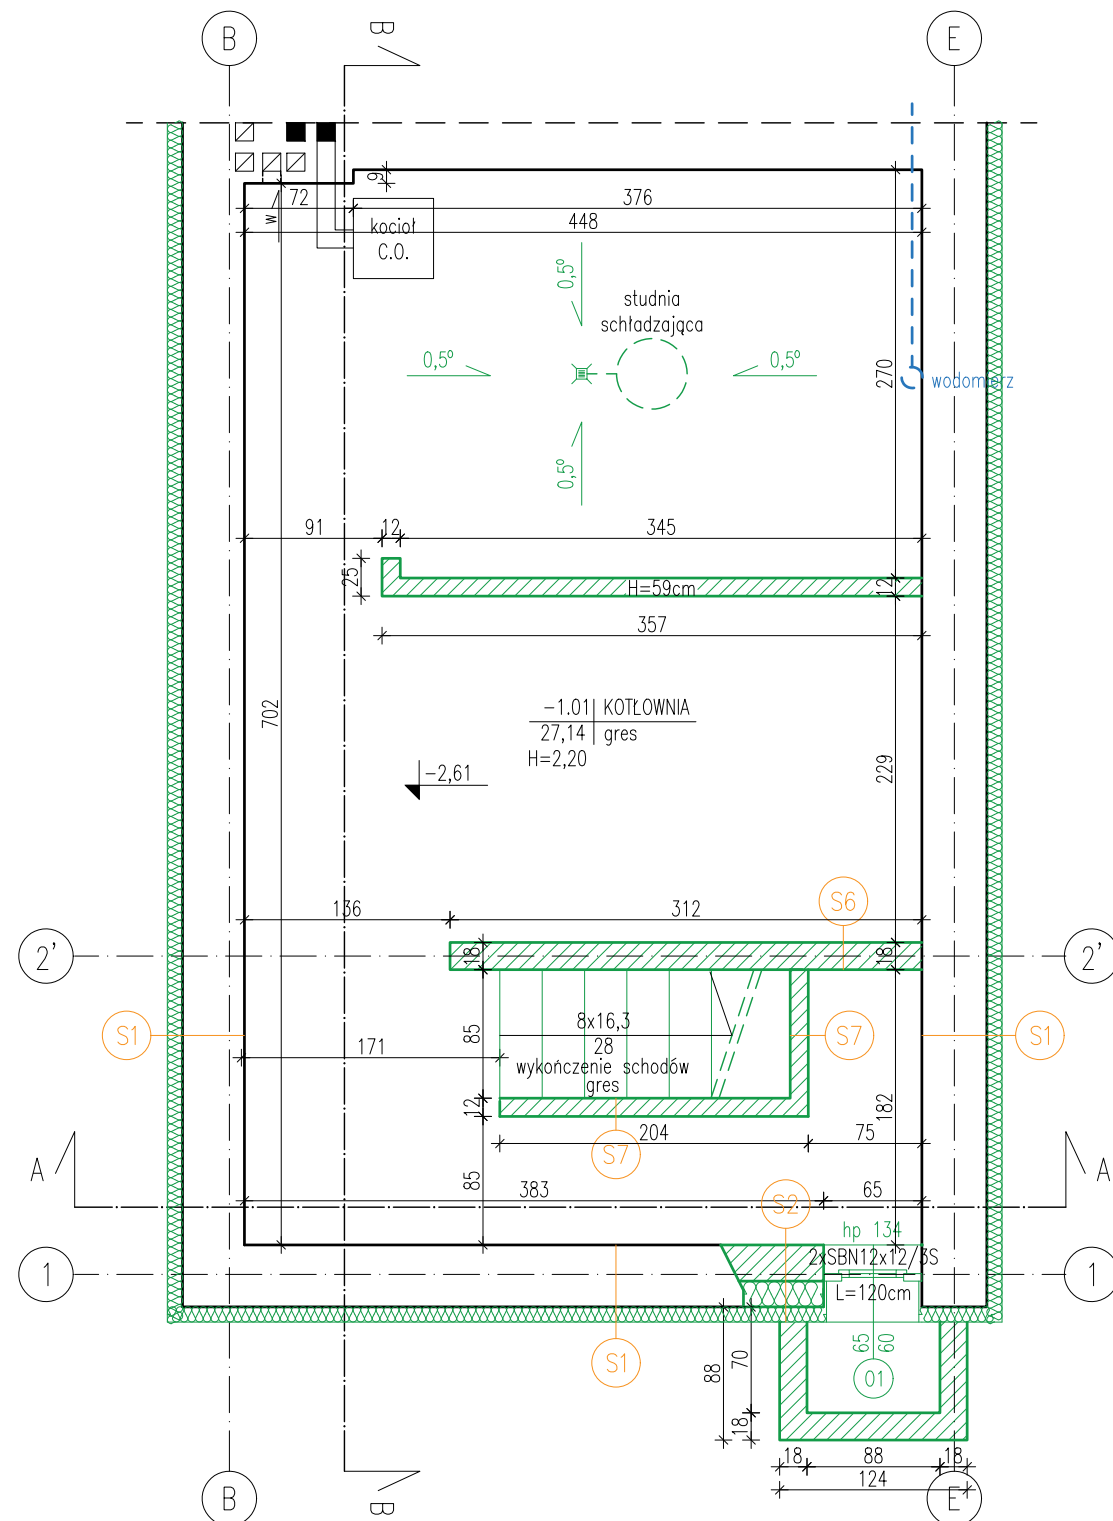 B
B
E
9
72
376
w
448
kocioł
C.O.
0,5°
studnia
schładzająca
0,5°
0,5°
270
wodomierz
0,5°
91
12
345
25
H=59cm
12
357
702
-1.01 KOTŁOWNIA
27,14 gres
H=2,20
-2,61
229
136
312
S6
2'
18
18
2'
S1
85
8x16,3
28
S7
S1
171
wykończenie schodów
gres
12
182
204
75
S7
A
85
A
383
65
S2
hp 134
1
2xSBN12x12/3S
1
L=120cm
S1
88
70
65
60
O1
18
18
88
18
124
B
B
E